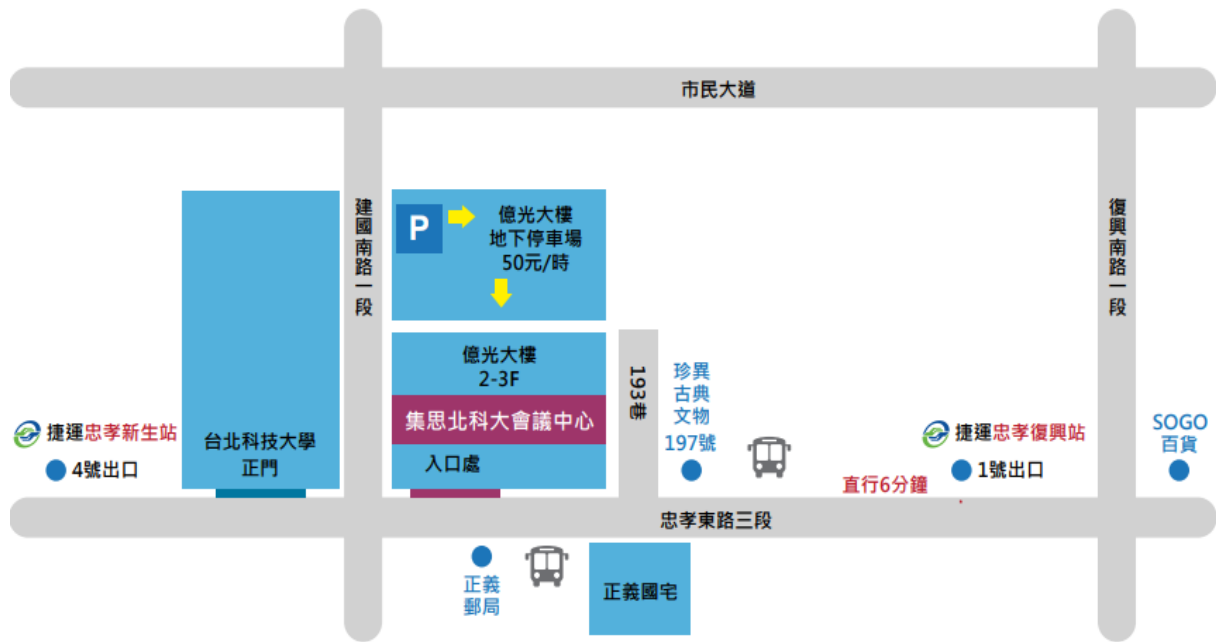 市民大道
建國南路一段
復興南路一段
P
億光大樓
地下停車場
50元/時
億光大樓
2-3F
集思北科大會議中心
入口處
193巷
珍異
古典
文物
197號
捷運忠孝新生站
4號出口
台北科技大學
正門
捷運忠孝復興站
1號出口
直行6分鐘
SOGO
百貨
忠孝東路三段
正義
郵局
正義國宅